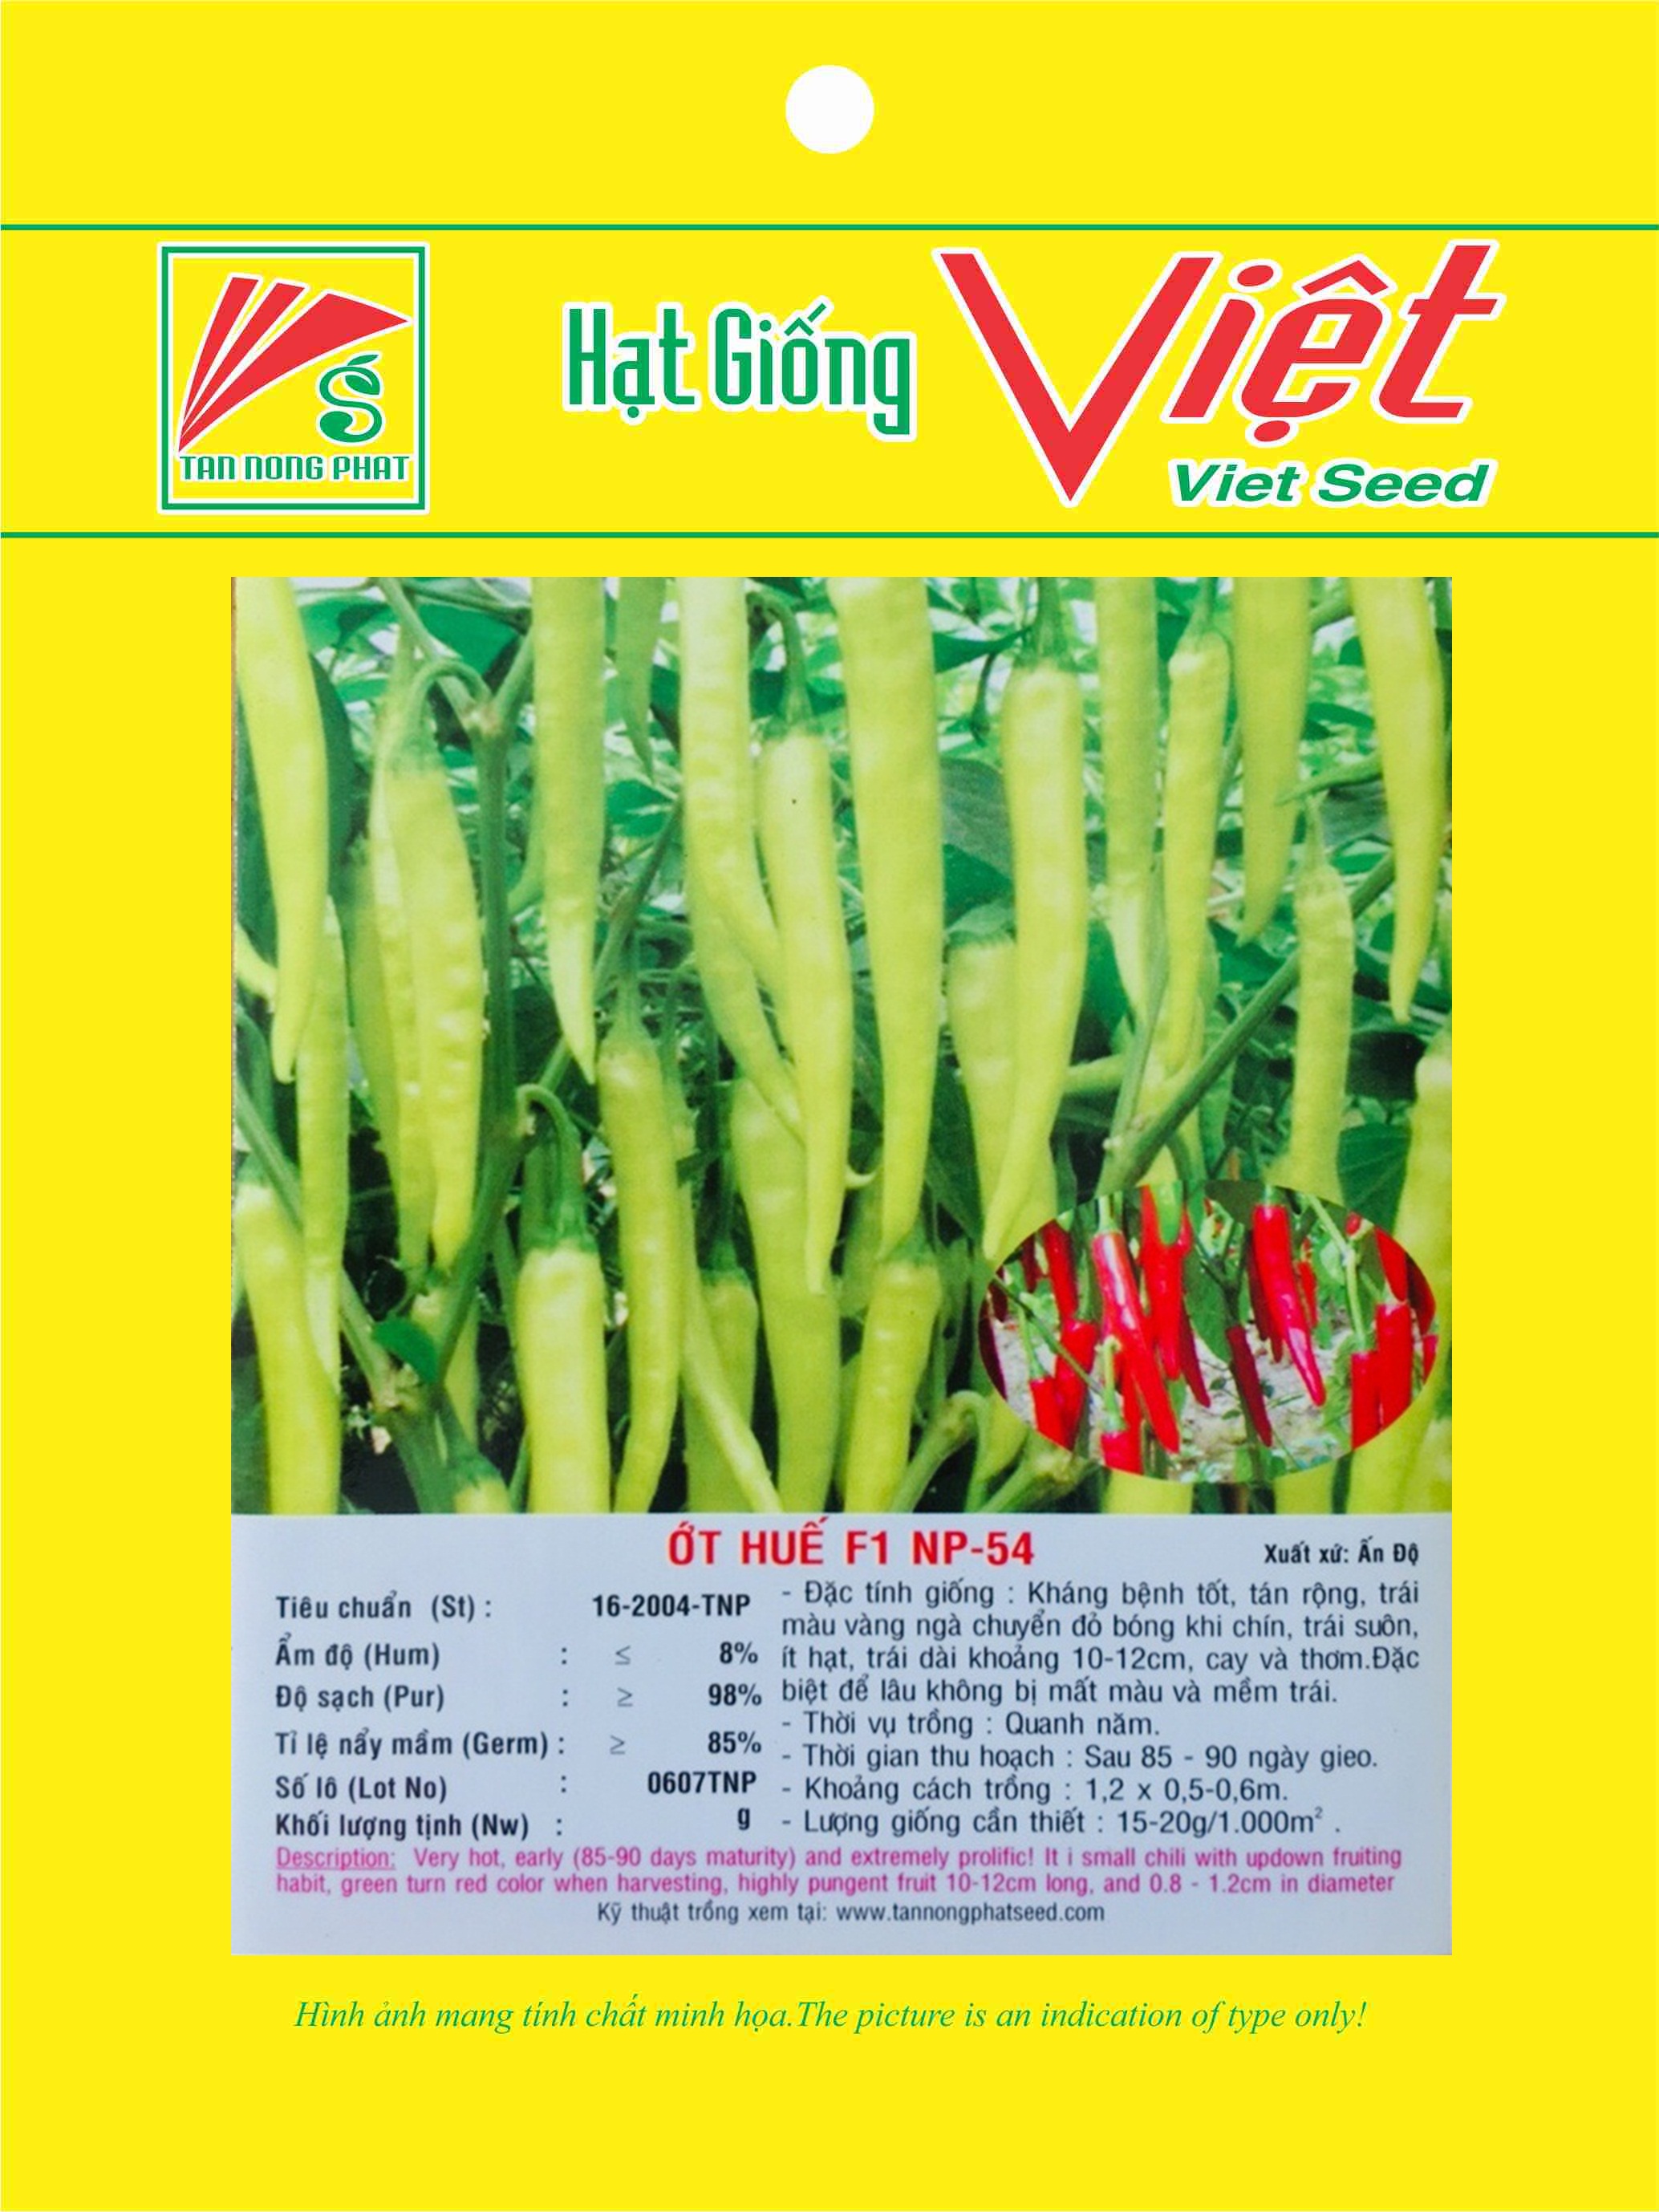 TAN NONG PHAT
Hạt Giống Việt
Viet Seed
ỚT HUẾ F1 NP-54
Xuất xứ: Ấn Độ
Tiêu chuẩn (St) : 16-2004-TNP
Ẩm độ (Hum) : ≤ 8%
Độ sạch (Pur) : ≥ 98%
Tỉ lệ nẩy mầm (Germ) : ≥ 85%
Số lô (Lot No) : 0607TNP
Khối lượng tịnh (Nw) : g
- Đặc tính giống : Kháng bệnh tốt, tán rộng, trái
màu vàng ngà chuyển đỏ bóng khi chín, trái suôn,
ít hạt, trái dài khoảng 10-12cm, cay và thơm.Đặc
biệt để lâu không bị mất màu và mềm trái.
- Thời vụ trồng : Quanh năm.
- Thời gian thu hoạch : Sau 85 - 90 ngày gieo.
- Khoảng cách trồng : 1,2 x 0,5-0,6m.
- Lượng giống cần thiết : 15-20g/1.000m² .
Description: Very hot, early (85-90 days maturity) and extremely prolific! It i small chili with updown fruiting
habit, green turn red color when harvesting, highly pungent fruit 10-12cm long, and 0.8 - 1.2cm in diameter
Kỹ thuật trồng xem tại: www.tannongphatseed.com
Hình ảnh mang tính chất minh họa.The picture is an indication of type only!